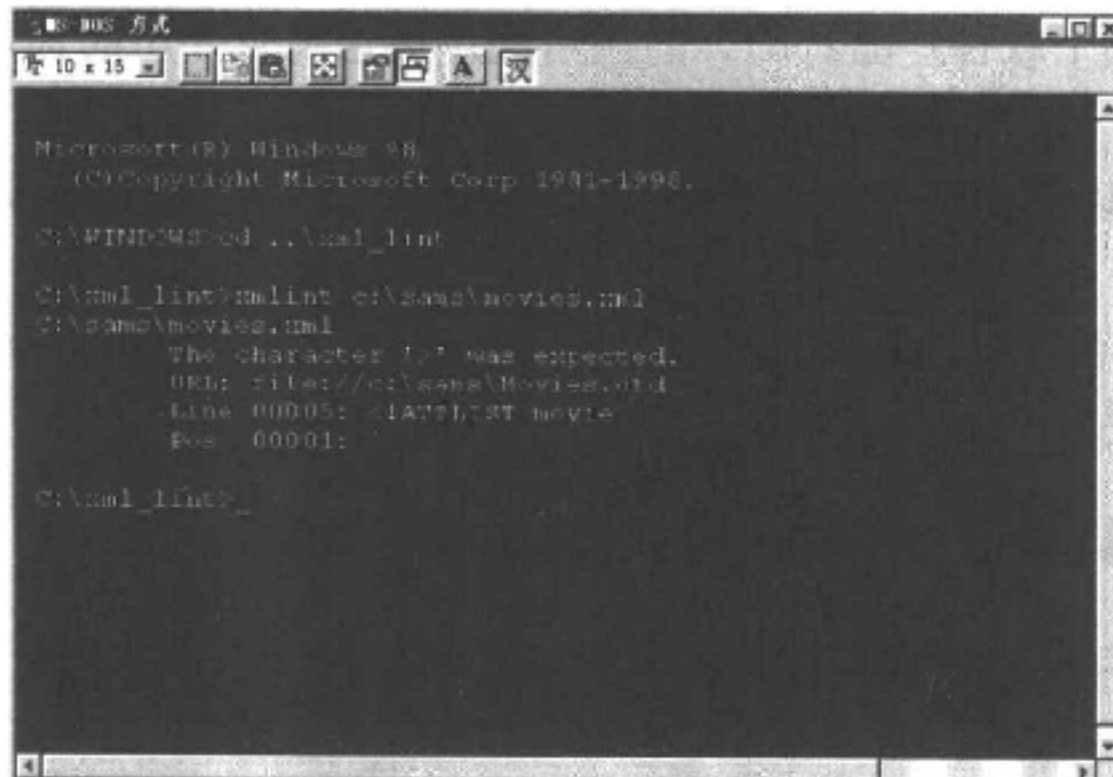 MS-DOS 方式
10 x 15
A 汉
Microsoft(R) Windows 98
(C)Copyright Microsoft Corp 1981-1998.
C:\WINDOWS>cd ..\xml_lint
C:\xml_lint>xmlint c:\sams\movies.xml
C:\sams\movies.xml
The character '>' was expected.
URL: file://c:\sams\Movies.dtd
Line 00005: <!ATTLIST movie
Pos 00001:
C:\xml_lint>_